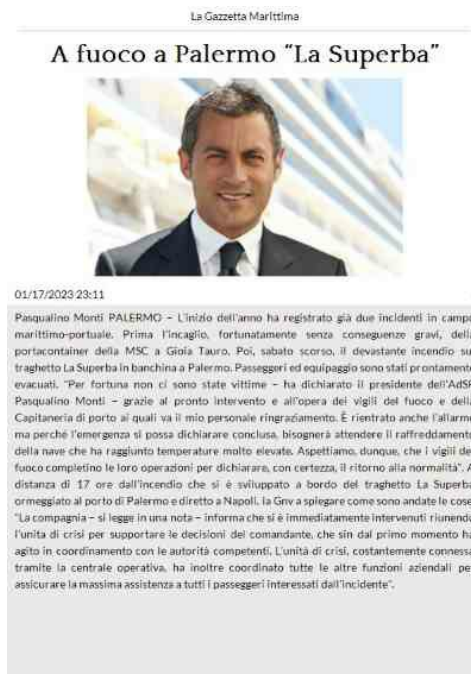 La Gazzetta Marittima
A fuoco a Palermo "La Superba"
01/17/2023 23:11
Pasqualino Monti PALERMO – L'inizio dell'anno ha registrato già due incidenti in campo
marittimo-portuale. Prima l'incaglio, fortunatamente senza conseguenze gravi, della
portacontainer della MSC a Gioia Tauro. Poi, sabato scorso, il devastante incendio sul
traghetto La Superba in banchina a Palermo. Passeggeri ed equipaggio sono stati prontamente
evacuati. "Per fortuna non ci sono state vittime – ha dichiarato il presidente dell'AdSP
Pasqualino Monti – grazie al pronto intervento e all'opera dei vigili del fuoco e della
Capitaneria di porto ai quali va il mio personale ringraziamento. È rientrato anche l'allarme
ma perché l'emergenza si possa dichiarare conclusa, bisognerà attendere il raffreddamento
della nave che ha raggiunto temperature molto elevate. Aspettiamo, dunque, che i vigili del
fuoco completino le loro operazioni per dichiarare, con certezza, il ritorno alla normalità". A
distanza di 17 ore dall'incendio che si è sviluppato a bordo del traghetto La Superba
ormeggiato al porto di Palermo e diretto a Napoli, la Gnv a spiegare come sono andate le cose.
"La compagnia – si legge in una nota – informa che si è immediatamente intervenuti riunendo
l'unita di crisi per supportare le decisioni del comandante, che sin dal primo momento ha
agito in coordinamento con le autorità competenti. L'unità di crisi, costantemente connessa
tramite la centrale operativa, ha inoltre coordinato tutte le altre funzioni aziendali per
assicurare la massima assistenza a tutti i passeggeri interessati dall'incidente".